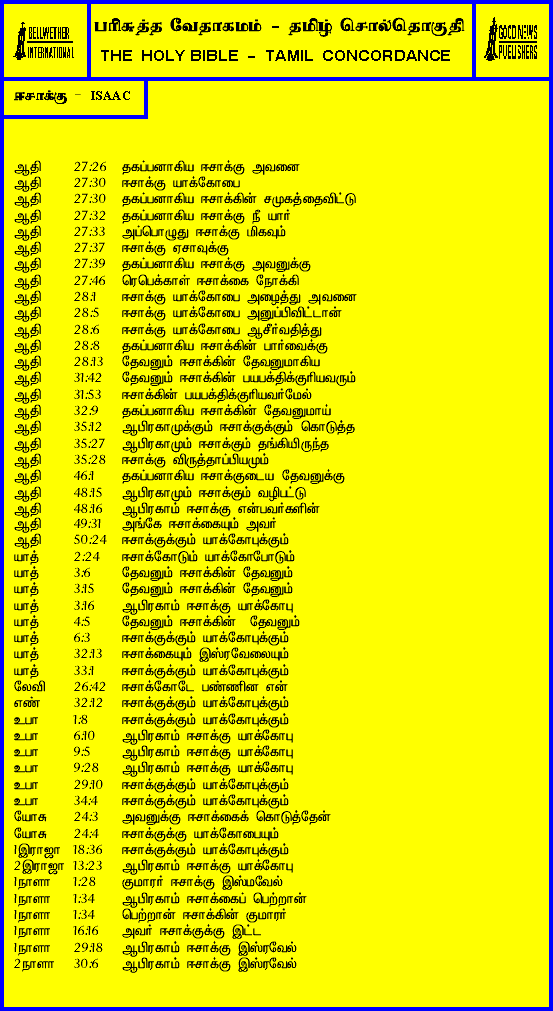 BELLWETHER
INTERNATIONAL
பரிசுத்த வேதாகமம் - தமிழ் சொல்தொகுதி
THE HOLY BIBLE - TAMIL CONCORDANCE
GOOD NEWS
PUBLISHERS
ஈசாக்கு - ISAAC
ஆதி 27:26 தகப்பனாகிய ஈசாக்கு அவனை
ஆதி 27:30 ஈசாக்கு யாக்கோபை
ஆதி 27:30 தகப்பனாகிய ஈசாக்கின் சமுகத்தைவிட்டு
ஆதி 27:32 தகப்பனாகிய ஈசாக்கு நீ யார்
ஆதி 27:33 அப்பொழுது ஈசாக்கு மிகவும்
ஆதி 27:37 ஈசாக்கு ஏசாவுக்கு
ஆதி 27:39 தகப்பனாகிய ஈசாக்கு அவனுக்கு
ஆதி 27:46 ரெபெக்காள் ஈசாக்கை நோக்கி
ஆதி 28:1 ஈசாக்கு யாக்கோபை அழைத்து அவனை
ஆதி 28:5 ஈசாக்கு யாக்கோபை அனுப்பிவிட்டான்
ஆதி 28:6 ஈசாக்கு யாக்கோபை ஆசீர்வதித்து
ஆதி 28:8 தகப்பனாகிய ஈசாக்கின் பார்வைக்கு
ஆதி 28:13 தேவனும் ஈசாக்கின் தேவனுமாகிய
ஆதி 31:42 தேவனும் ஈசாக்கின் பயபக்திக்குரியவரும்
ஆதி 31:53 ஈசாக்கின் பயபக்திக்குரியவர்மேல்
ஆதி 32:9 தகப்பனாகிய ஈசாக்கின் தேவனுமாய்
ஆதி 35:12 ஆபிரகாமுக்கும் ஈசாக்குக்கும் கொடுத்த
ஆதி 35:27 ஆபிரகாமும் ஈசாக்கும் தங்கியிருந்த
ஆதி 35:28 ஈசாக்கு விருத்தாப்பியமும்
ஆதி 46:1 தகப்பனாகிய ஈசாக்குடைய தேவனுக்கு
ஆதி 48:15 ஆபிரகாமும் ஈசாக்கும் வழிபட்டு
ஆதி 48:16 ஆபிரகாம் ஈசாக்கு என்பவர்களின்
ஆதி 49:31 அங்கே ஈசாக்கையும் அவர்
ஆதி 50:24 ஈசாக்குக்கும் யாக்கோபுக்கும்
யாத் 2:24 ஈசாக்கோடும் யாக்கோபோடும்
யாத் 3:6 தேவனும் ஈசாக்கின் தேவனும்
யாத் 3:15 தேவனும் ஈசாக்கின் தேவனும்
யாத் 3:16 ஆபிரகாம் ஈசாக்கு யாக்கோபு
யாத் 4:5 தேவனும் ஈசாக்கின் தேவனும்
யாத் 6:3 ஈசாக்குக்கும் யாக்கோபுக்கும்
யாத் 32:13 ஈசாக்கையும் இஸ்ரவேலையும்
யாத் 33:1 ஈசாக்குக்கும் யாக்கோபுக்கும்
லேவி 26:42 ஈசாக்கோடே பண்ணின என்
எண் 32:12 ஈசாக்குக்கும் யாக்கோபுக்கும்
உபா 1:8 ஈசாக்குக்கும் யாக்கோபுக்கும்
உபா 6:10 ஆபிரகாம் ஈசாக்கு யாக்கோபு
உபா 9:5 ஆபிரகாம் ஈசாக்கு யாக்கோபு
உபா 9:28 ஆபிரகாம் ஈசாக்கு யாக்கோபு
உபா 29:10 ஈசாக்குக்கும் யாக்கோபுக்கும்
உபா 34:4 ஈசாக்குக்கும் யாக்கோபுக்கும்
யோசு 24:3 அவனுக்கு ஈசாக்கைக் கொடுத்தேன்
யோசு 24:4 ஈசாக்குக்கு யாக்கோபையும்
1இராஜா 18:36 ஈசாக்குக்கும் யாக்கோபுக்கும்
2இராஜா 13:23 ஆபிரகாம் ஈசாக்கு யாக்கோபு
1நாளா 1:28 குமாரர் ஈசாக்கு இஸ்மவேல்
1நாளா 1:34 ஆபிரகாம் ஈசாக்கைப் பெற்றான்
1நாளா 1:34 பெற்றான் ஈசாக்கின் குமாரர்
1நாளா 16:16 அவர் ஈசாக்குக்கு இட்ட
1நாளா 29:18 ஆபிரகாம் ஈசாக்கு இஸ்ரவேல்
2நாளா 30:6 ஆபிரகாம் ஈசாக்கு இஸ்ரவேல்